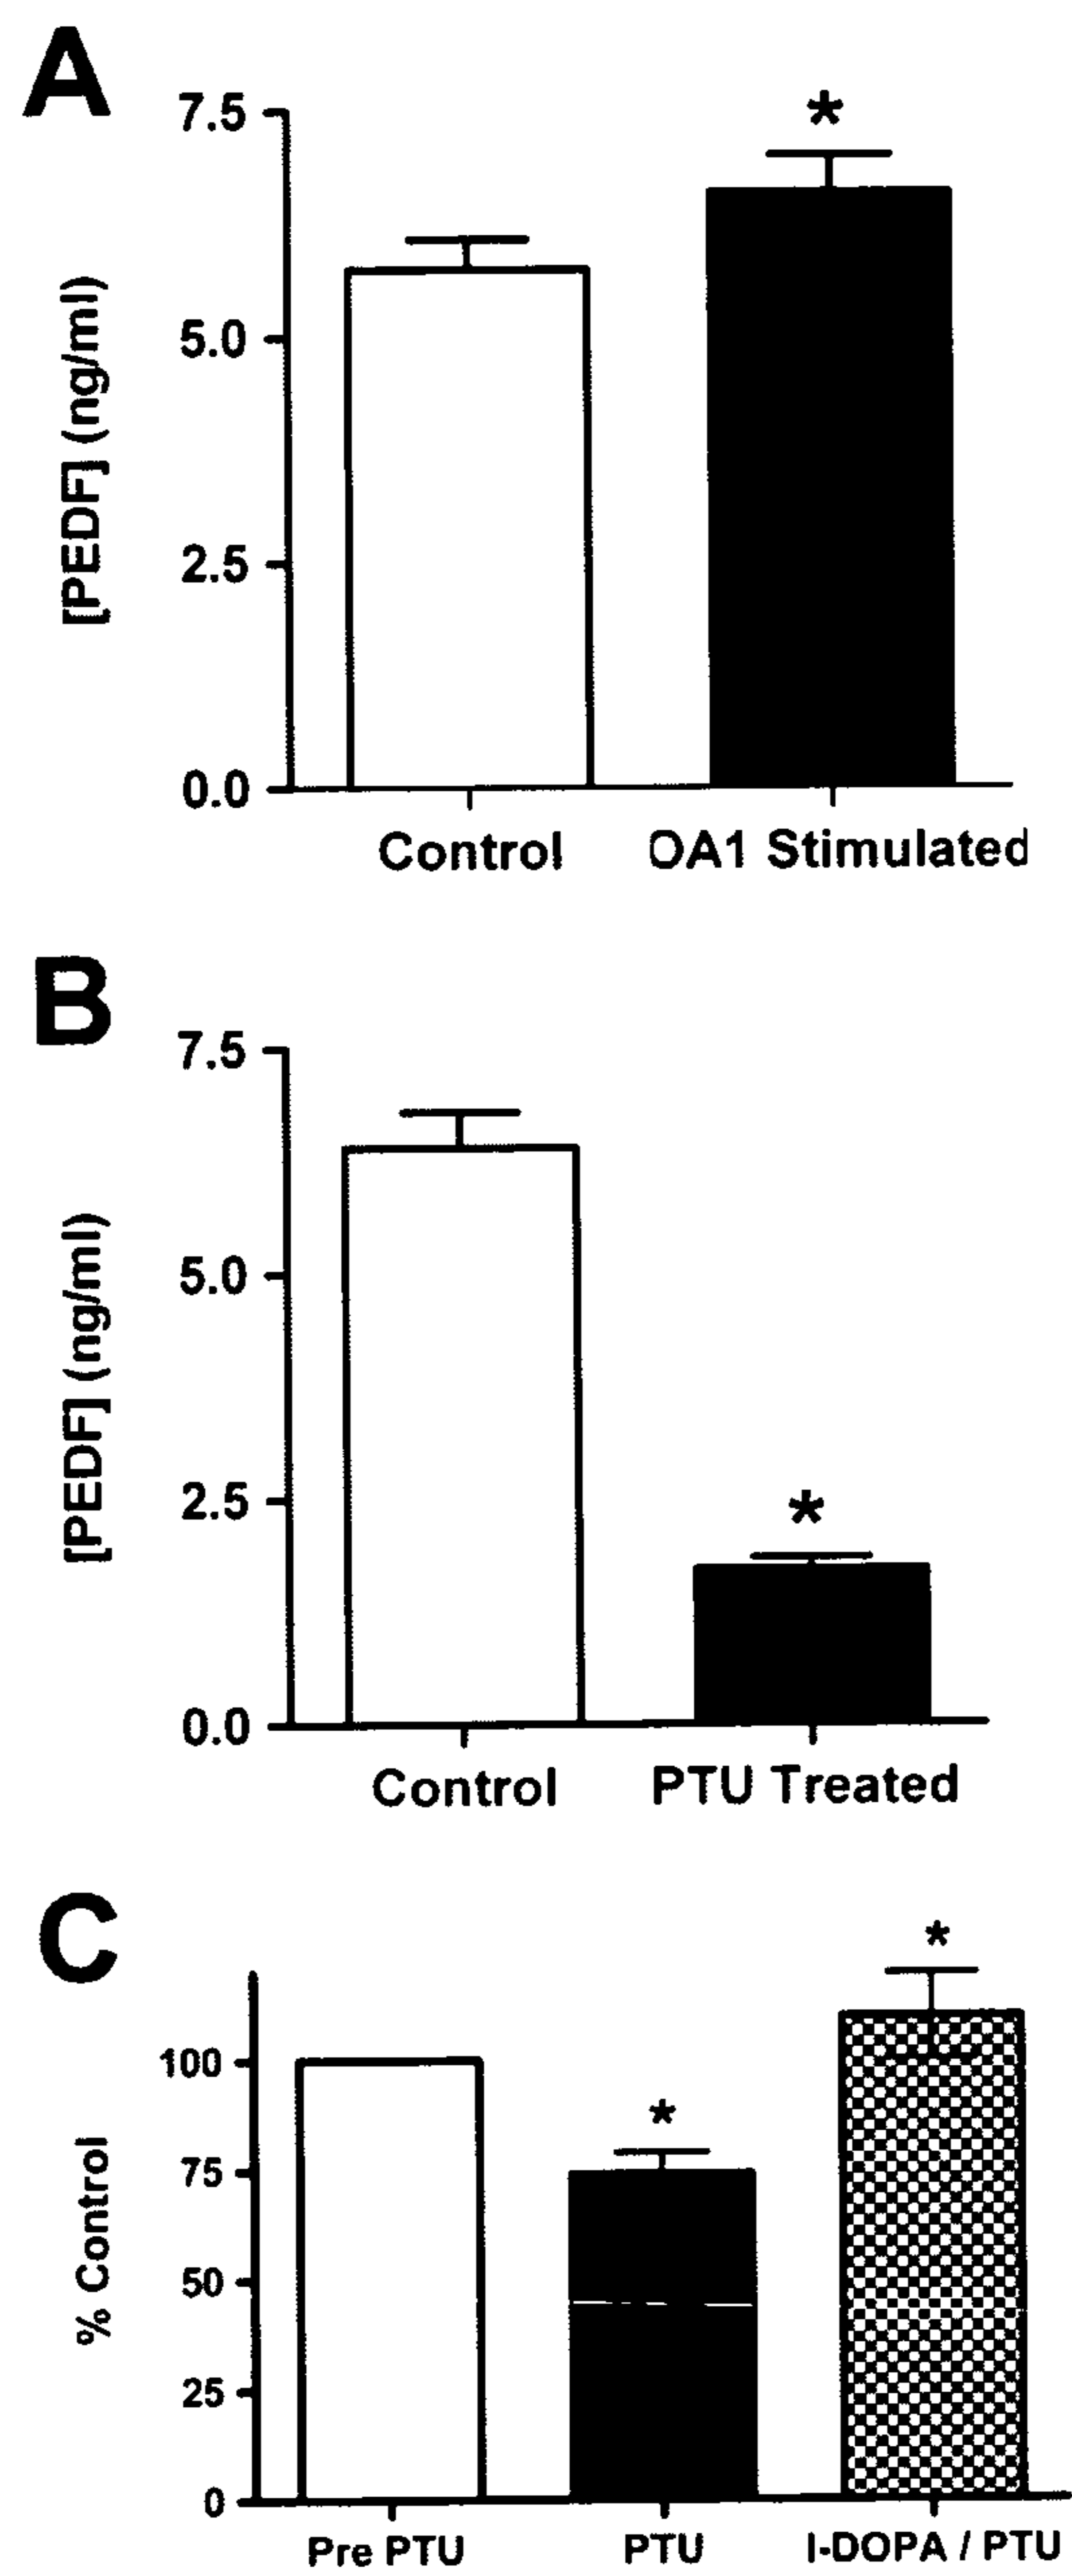 A
7.5
*
5.0
[PEDF] (ng/ml)
2.5
0.0
Control
OA1 Stimulated
B
7.5
5.0
[PEDF] (ng/ml)
2.5
*
0.0
Control
PTU Treated
C
*
100
*
75
% Control
50
25
0
Pre PTU
PTU
l-DOPA / PTU